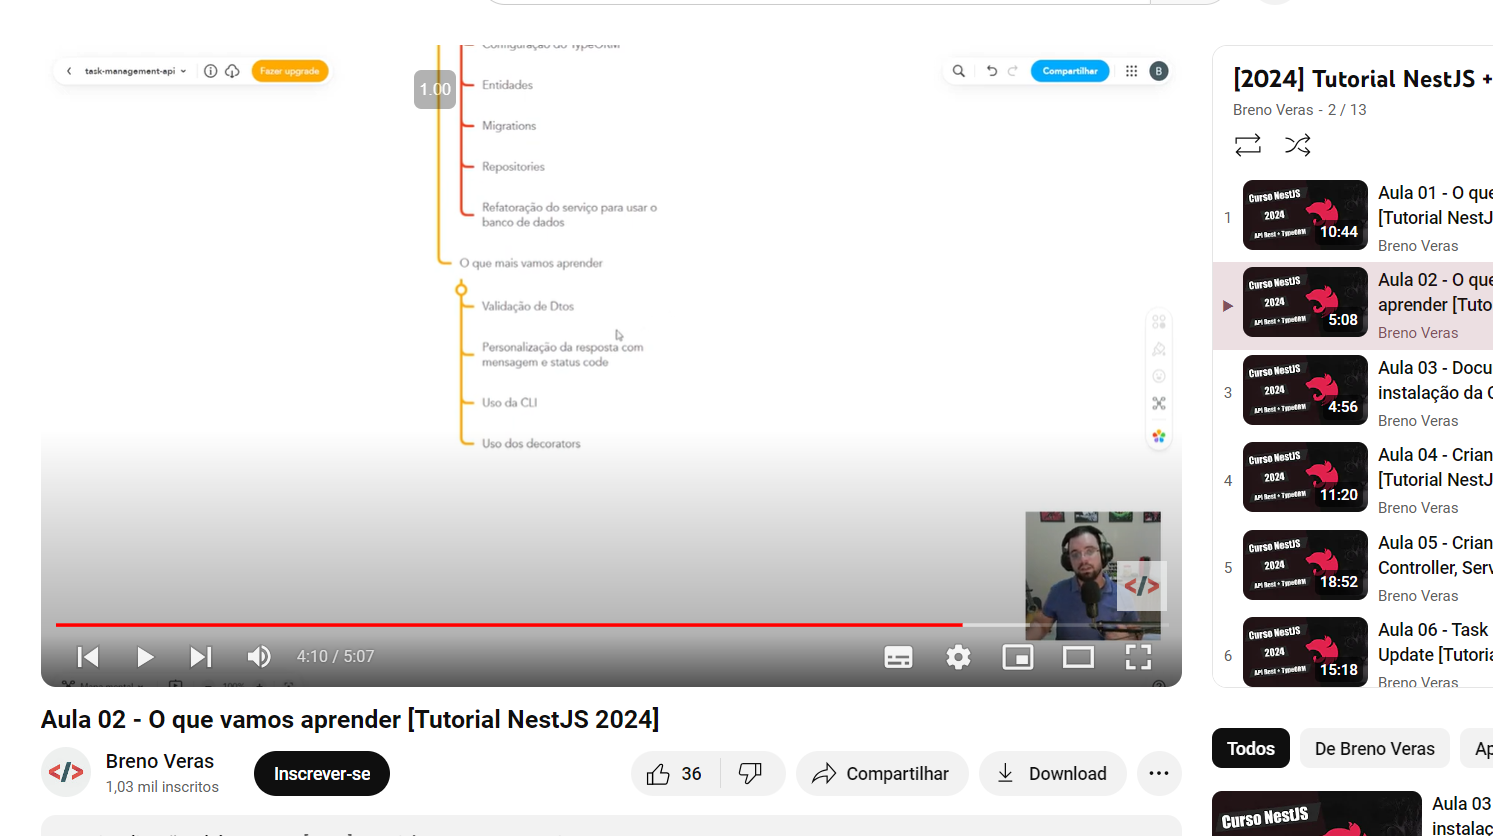 Configuração do TypeORM
task-management-api
Fazer upgrade
1.00
Compartilhar
B
Entidades
Migrations
Repositories
Refatoração do serviço para usar o
banco de dados
O que mais vamos aprender
Validação de Dtos
Personalização da resposta com
mensagem e status code
Uso da CLI
Uso dos decorators
</>
4:10 / 5:07
Mapa mental
100%
Aula 02 - O que vamos aprender [Tutorial NestJS 2024]
</>
Breno Veras
1,03 mil inscritos
Inscrever-se
36
Compartilhar
Download
[2024] Tutorial NestJS +
Breno Veras - 2 / 13
1
Curso NestJS
2024
API Rest + TypeORM
10:44
Aula 01 - O que
[Tutorial NestJ
Breno Veras
Curso NestJS
2024
API Rest + TypeORM
5:08
Aula 02 - O que
aprender [Tuto
Breno Veras
3
Curso NestJS
2024
API Rest + TypeORM
4:56
Aula 03 - Docu
instalação da C
Breno Veras
4
Curso NestJS
2024
API Rest + TypeORM
11:20
Aula 04 - Crian
[Tutorial NestJ
Breno Veras
5
Curso NestJS
2024
API Rest + TypeORM
18:52
Aula 05 - Crian
Controller, Serv
Breno Veras
6
Curso NestJS
2024
API Rest + TypeORM
15:18
Aula 06 - Task
Update [Tutoria
Breno Veras
Todos
De Breno Veras
Ap
Curso NestJS
Aula 03
instalaç